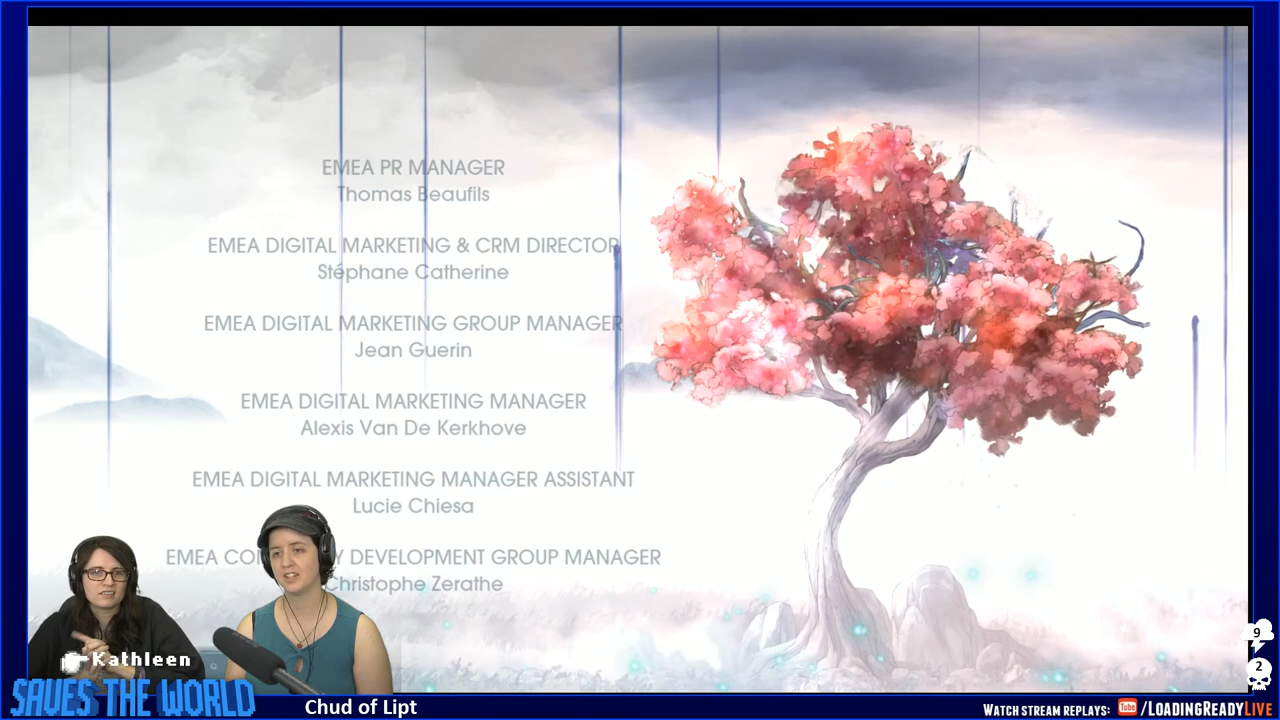 EMEA PR MANAGER
Thomas Beaufils
EMEA DIGITAL MARKETING & CRM DIRECTOR
Stéphane Catherine
EMEA DIGITAL MARKETING GROUP MANAGER
Jean Guerin
EMEA DIGITAL MARKETING MANAGER
Alexis Van De Kerkhove
EMEA DIGITAL MARKETING MANAGER ASSISTANT
Lucie Chiesa
EMEA DEVELOPMENT GROUP MANAGER
Christophe Zerathe
9
2
Kathleen
SAVES THE WORLD
Chud of Lipt
WATCH STREAM REPLAYS: You Tube /LOADINGREADYLIVE